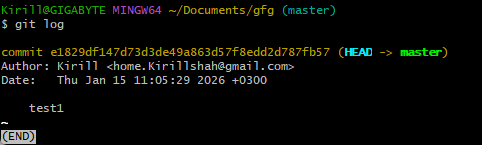 Kirill@GIGABYTE MINGW64 ~/Documents/gfg (master)
$ git log
commit e1829df147d73d3de49a863d57f8edd2d787fb57 (HEAD -> master)
Author: Kirill <home.Kirillshah@gmail.com>
Date:   Thu Jan 15 11:05:29 2026 +0300
    test1
~
(END)